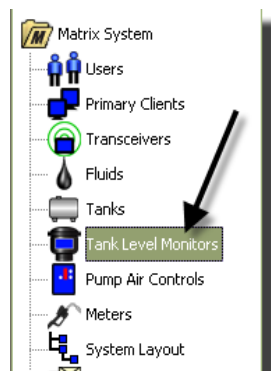 Matrix System
Users
Primary Clients
Transceivers
Fluids
Tanks
Tank Level Monitors
Pump Air Controls
Meters
System Layout